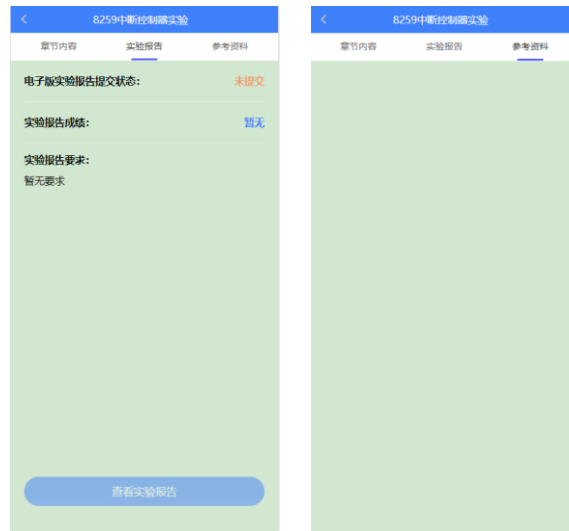 8259中断控制器实验
章节内容 实验报告 参考资料
电子版实验报告提交状态： 未提交
实验报告成绩： 暂无
实验报告要求：
暂无要求
查看实验报告
8259中断控制器实验
章节内容 实验报告 参考资料